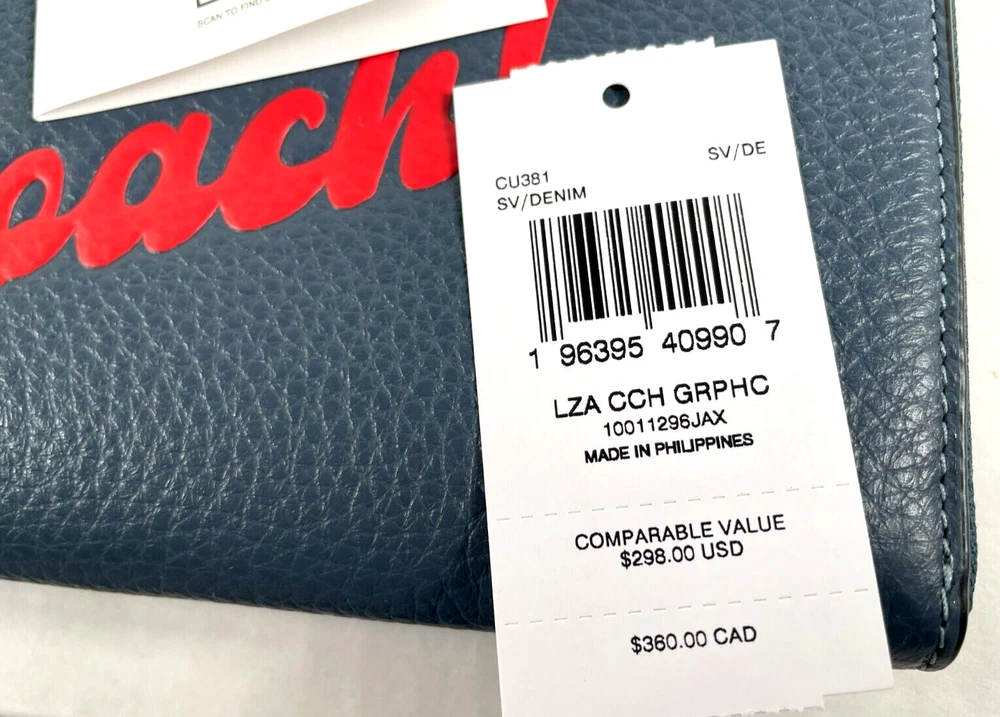 SCAN TO FIND
oach!
SV/DE
CU381
SV/DENIM
1 96395 40990 7
LZA CCH GRPHC
10011296JAX
MADE IN PHILIPPINES
COMPARABLE VALUE
$298.00 USD
$360.00 CAD